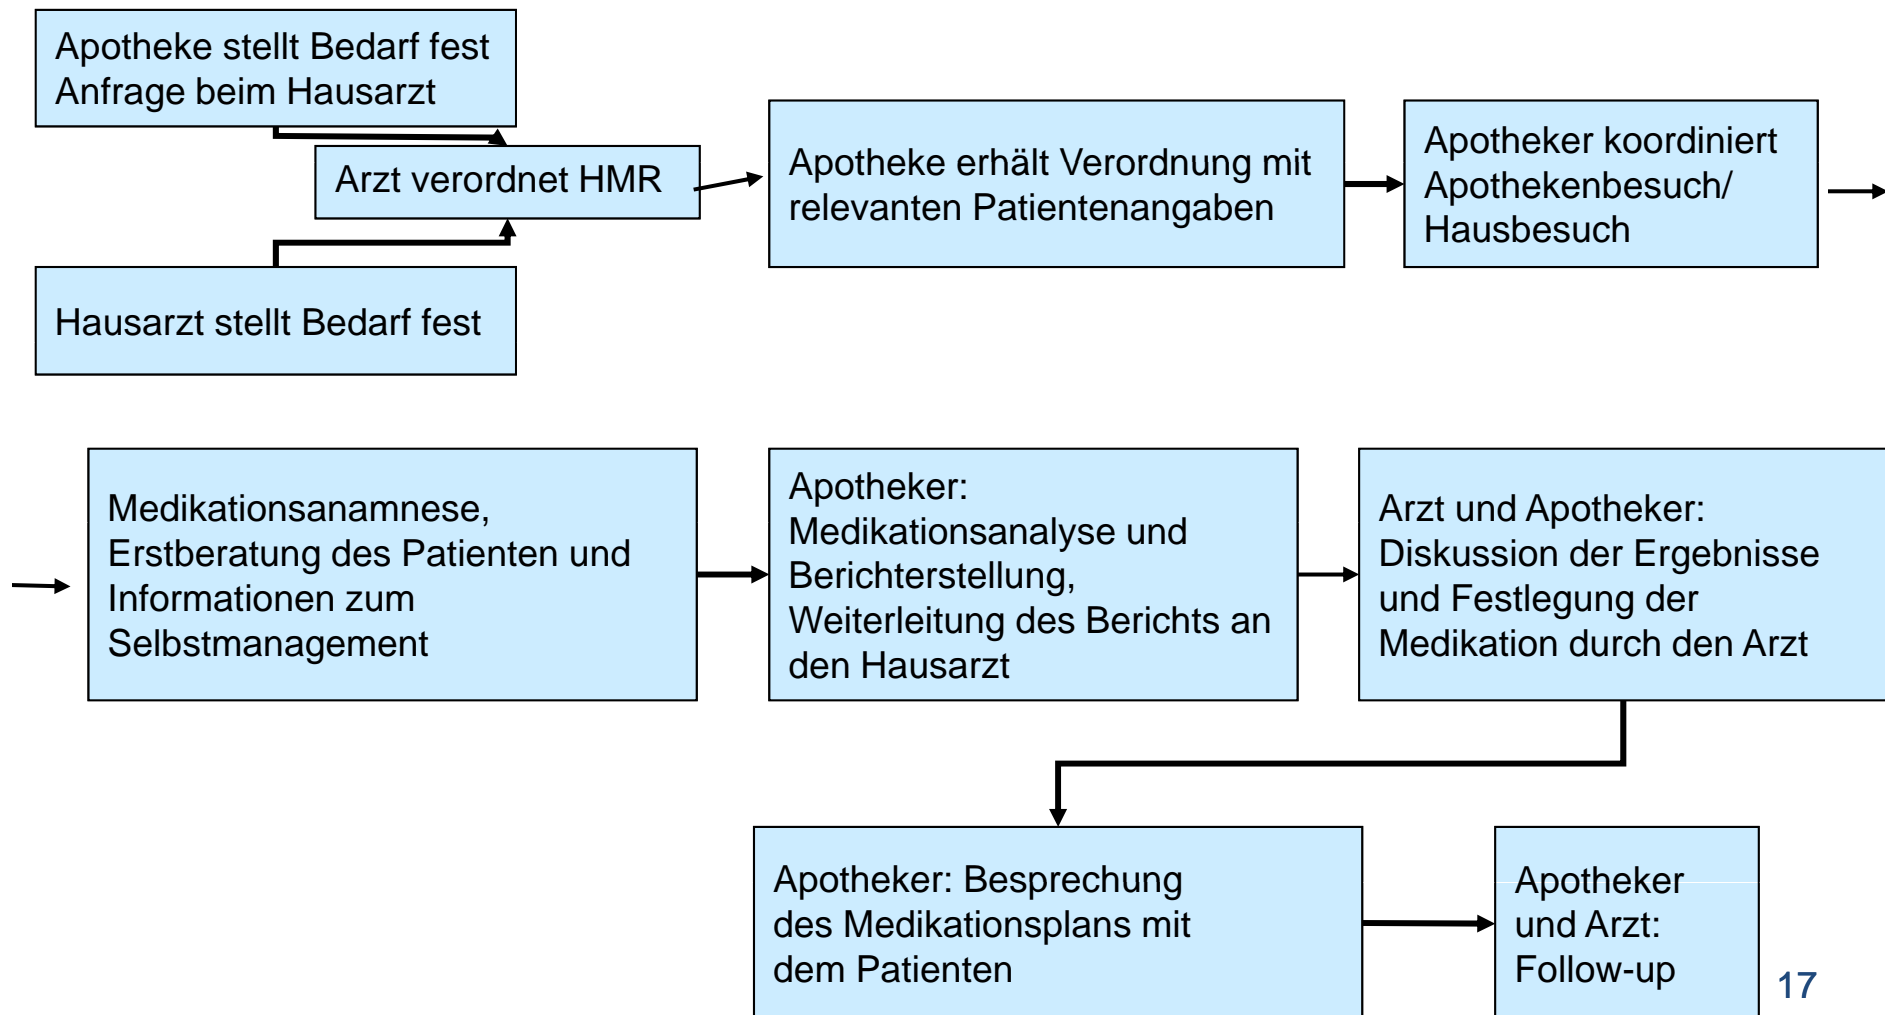 Apotheke stellt Bedarf fest
Anfrage beim Hausarzt
Arzt verordnet HMR
Hausarzt stellt Bedarf fest
Apotheke erhält Verordnung mit
relevanten Patientenangaben
Apotheker koordiniert
Apothekenbesuch/
Hausbesuch
Medikationsanamnese,
Erstberatung des Patienten und
Informationen zum
Selbstmanagement
Apotheker:
Medikationsanalyse und
Berichterstellung,
Weiterleitung des Berichts an
den Hausarzt
Arzt und Apotheker:
Diskussion der Ergebnisse
und Festlegung der
Medikation durch den Arzt
Apotheker: Besprechung
des Medikationsplans mit
dem Patienten
Apotheker
und Arzt:
Follow-up
17